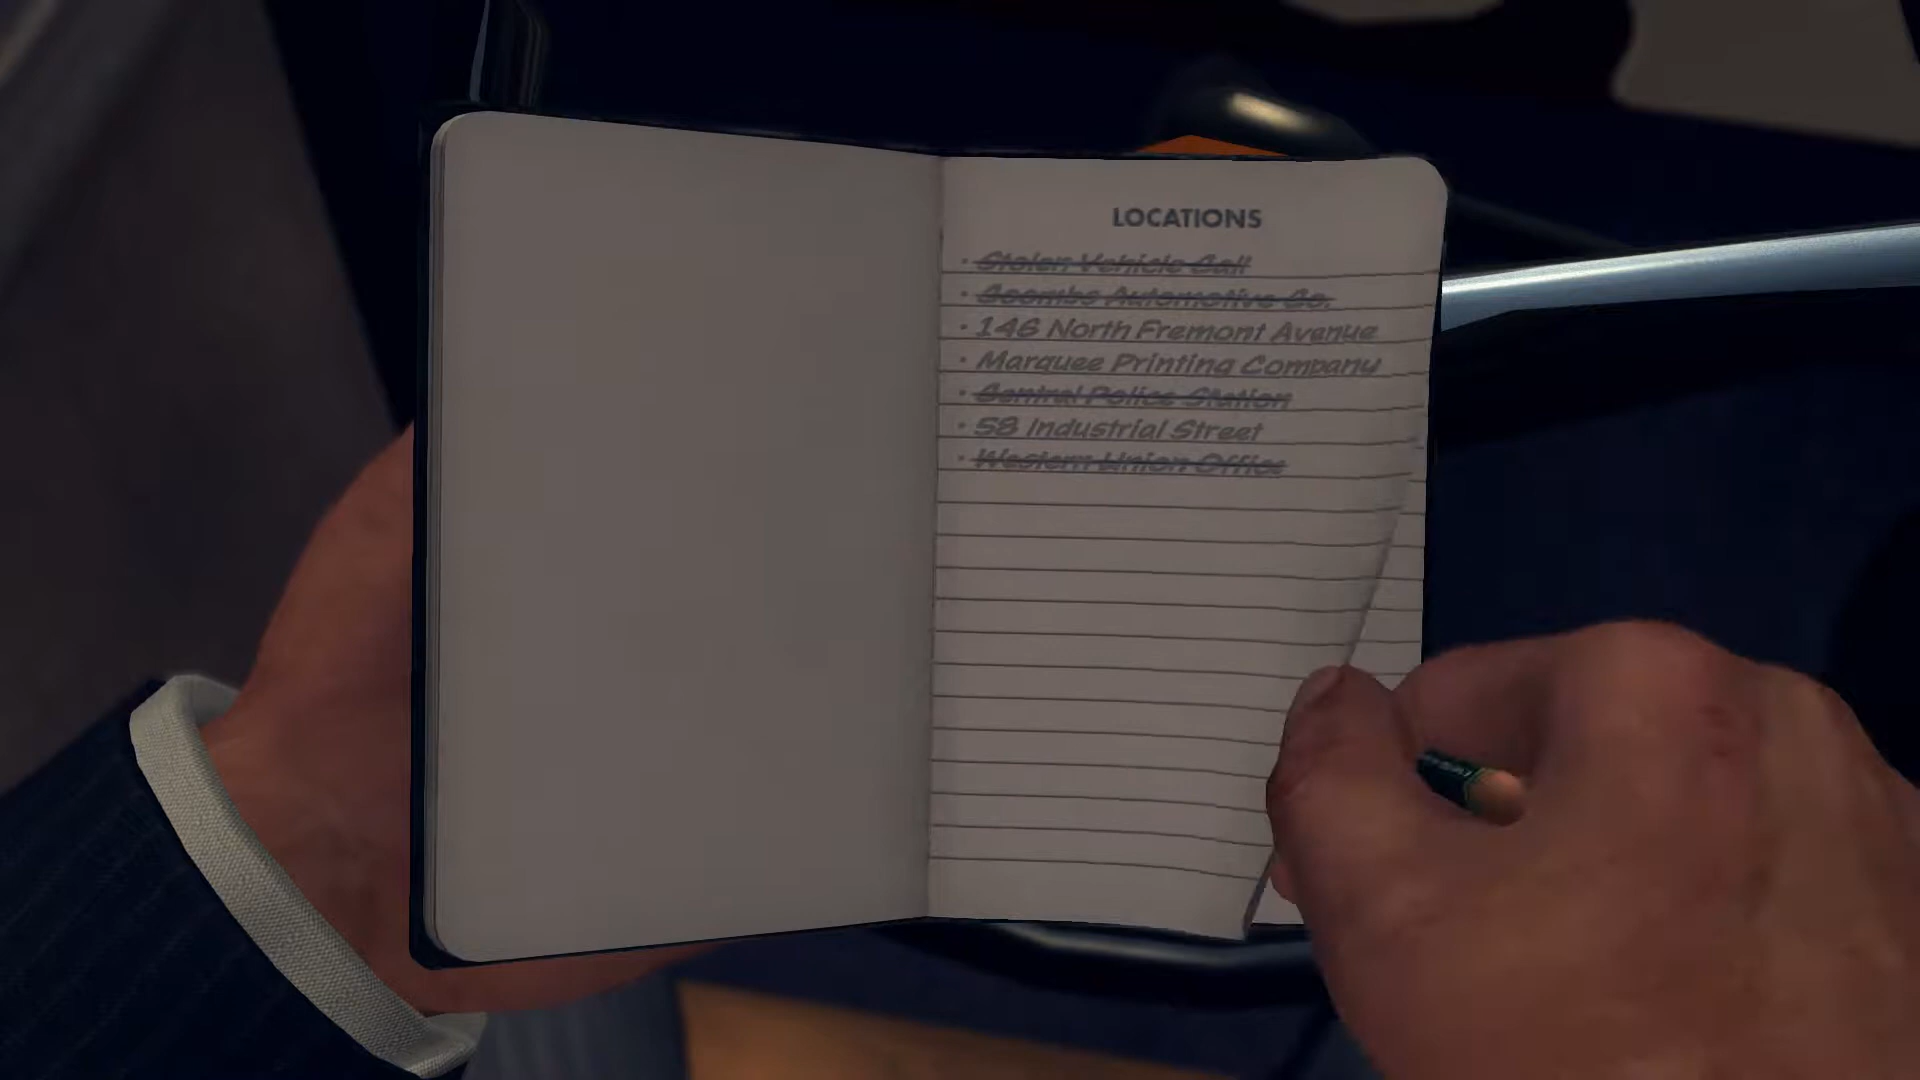 LOCATIONS
· Stolen Vehicle Call
· Coombs Automotive Co.
· 146 North Fremont Avenue
· Marquee Printing Company
· Central Police Station
· 58 Industrial Street
· Western Union Office